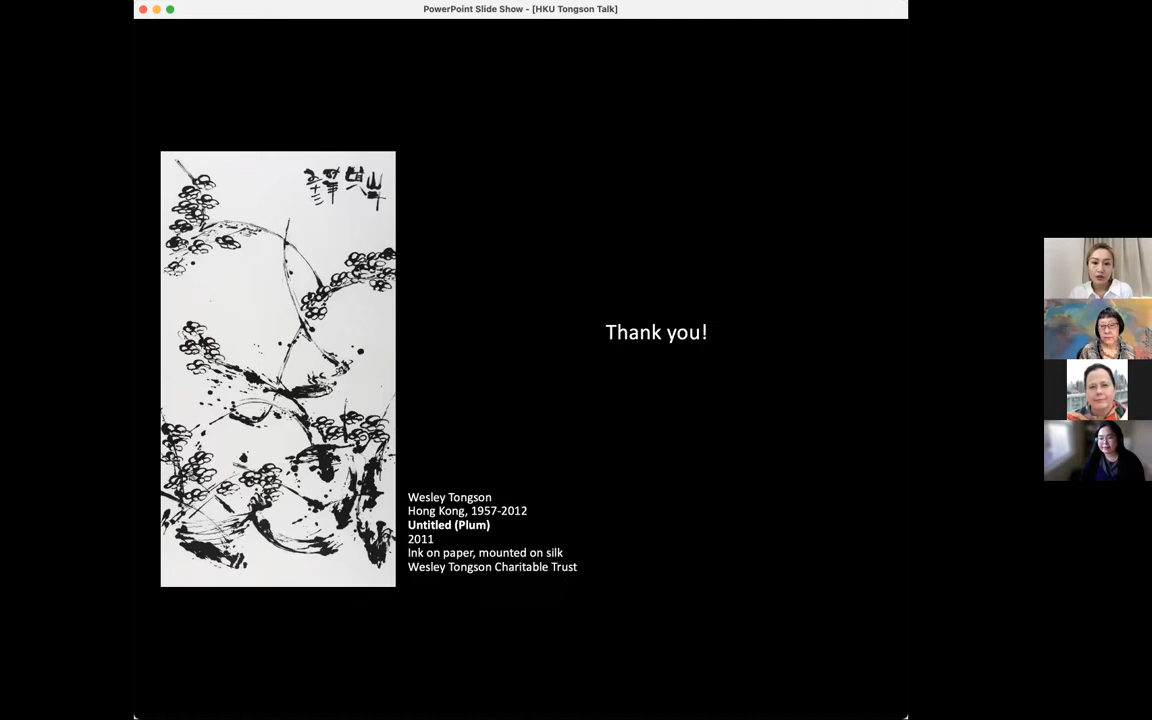 PowerPoint Slide Show - [HKU Tongson Talk]
Thank you!
Wesley Tongson
Hong Kong, 1957-2012
Untitled (Plum)
2011
Ink on paper, mounted on silk
Wesley Tongson Charitable Trust